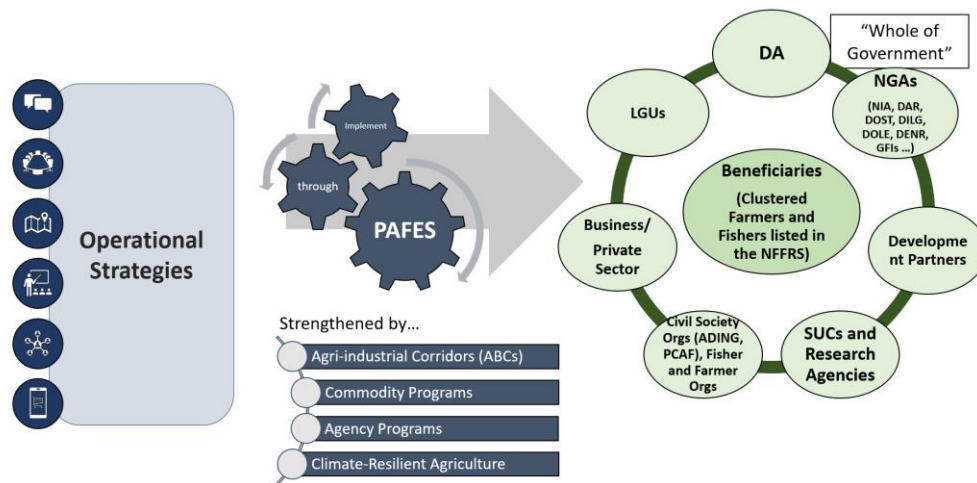 Operational
Strategies
Implement
through
PAFES
Strengthened by...
Agri-industrial Corridors (ABCs)
Commodity Programs
Agency Programs
Climate-Resilient Agriculture
DA
“Whole of
Government”
NGAs
(NIA, DAR,
DOST, DILG,
DOLE, DENR,
GFIs ...)
LGUs
Beneficiaries
(Clustered
Farmers and
Fishers listed in
the NFFRS)
Business/
Private
Sector
Developme
nt Partners
Civil Society
Orgs (ADING,
PCAF), Fisher
and Farmer
Orgs
SUCs and
Research
Agencies